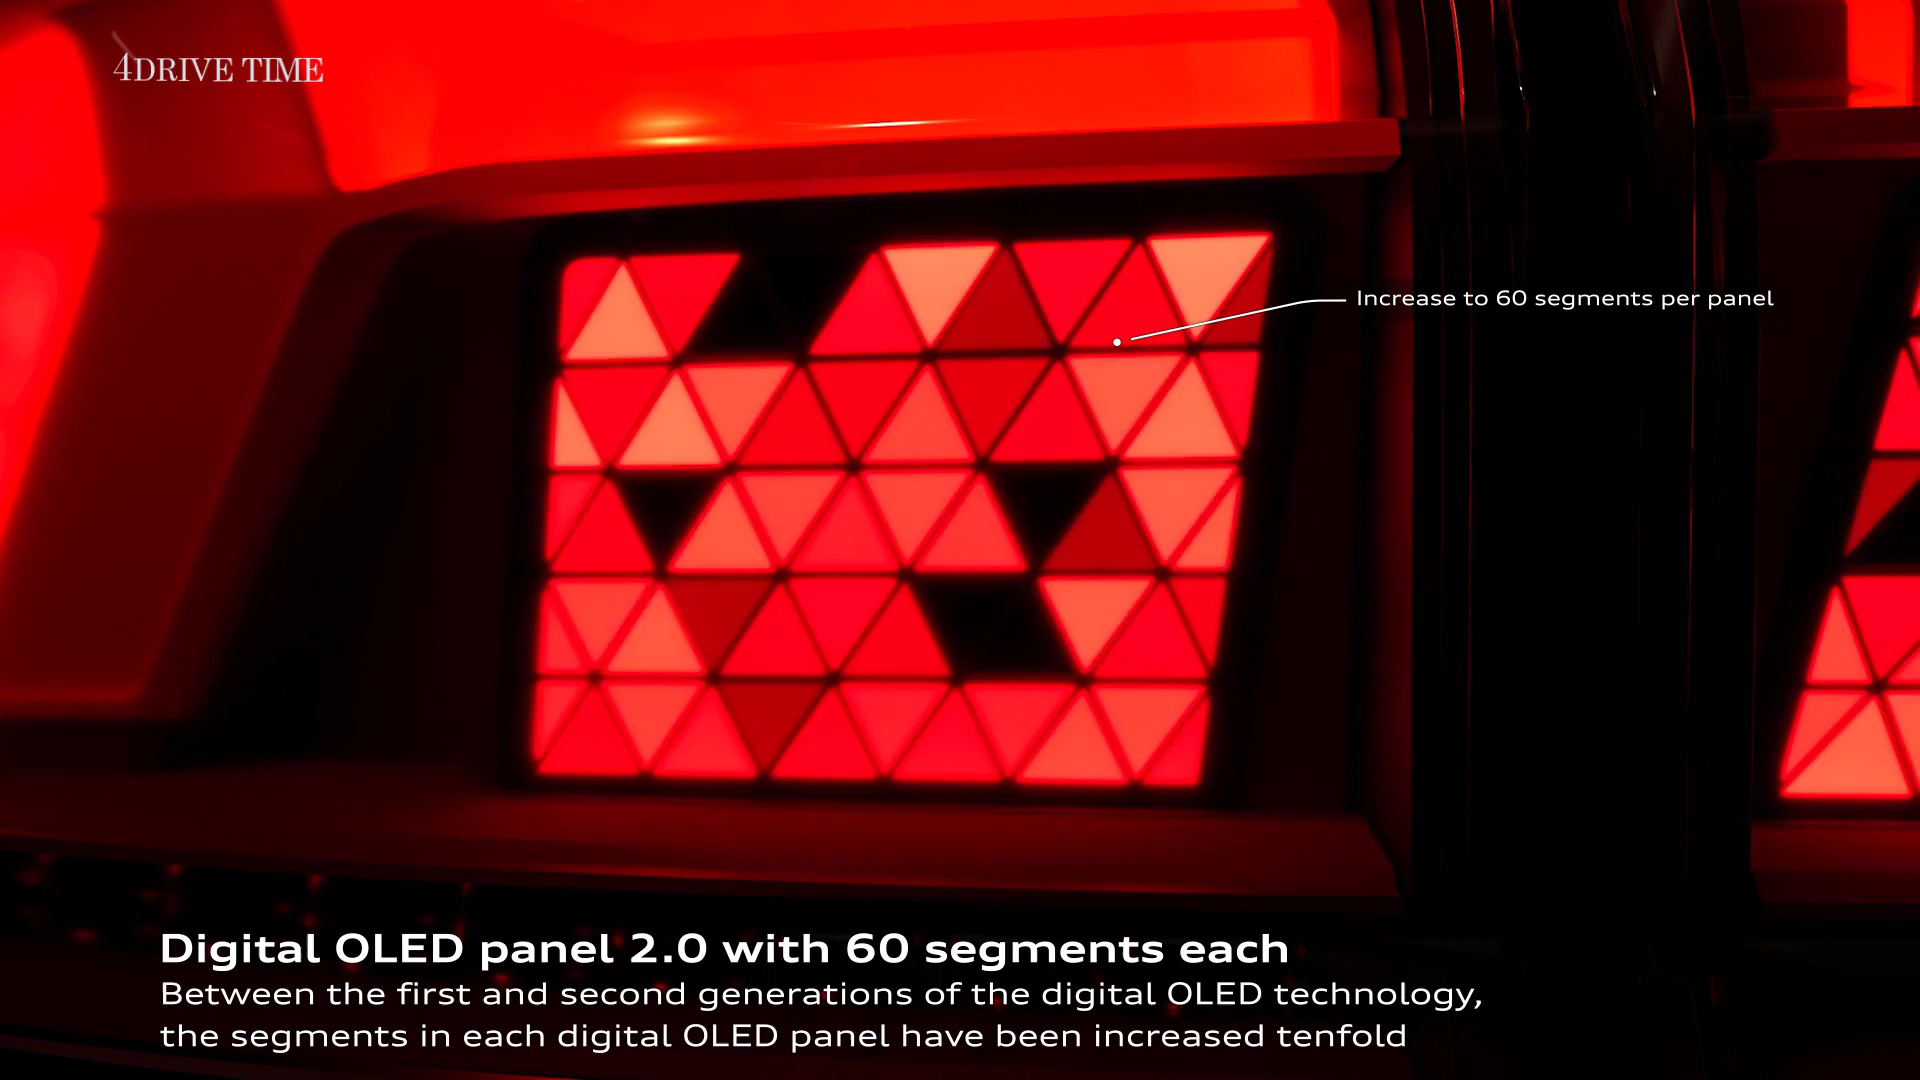 4DRIVE TIME
Increase to 60 segments per panel
Digital OLED panel 2.0 with 60 segments each
Between the first and second generations of the digital OLED technology,
the segments in each digital OLED panel have been increased tenfold